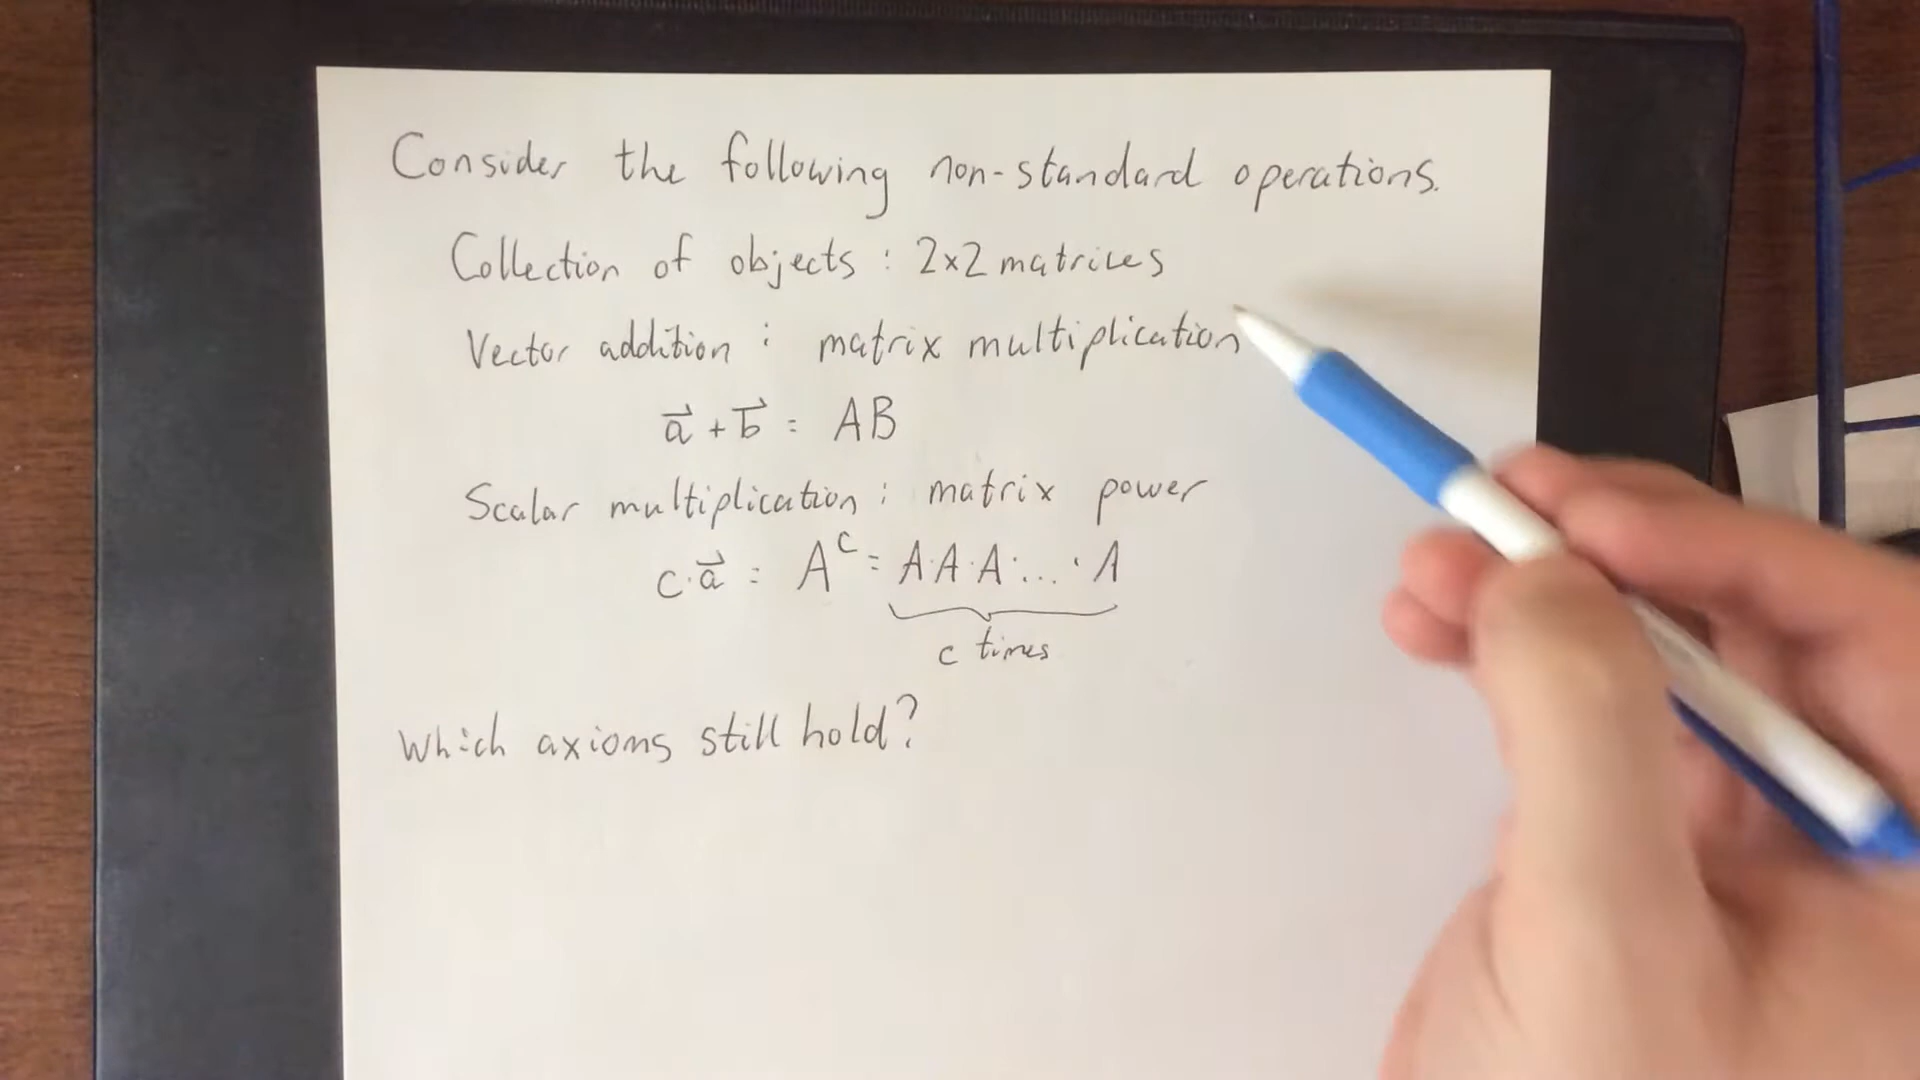 Consider the following non-standard operations.
Collection of objects : 2x2 matrices
Vector addition : matrix multiplication
a⃗ + b⃗ = AB
Scalar multiplication : matrix power
c·a⃗ = Aᶜ = A·A·A·...·A
c times
Which axioms still hold?